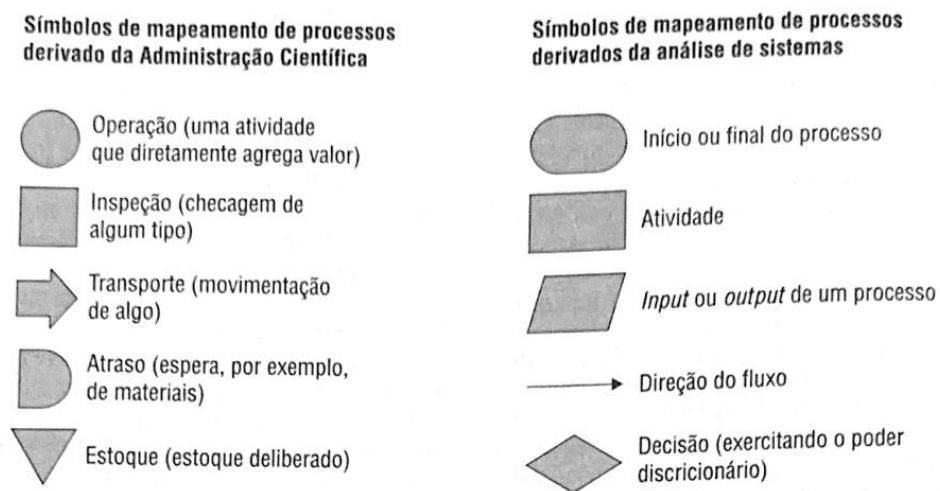 Símbolos de mapeamento de processos
derivado da Administração Científica
Operação (uma atividade
que diretamente agrega valor)
Inspeção (checagem de
algum tipo)
Transporte (movimentação
de algo)
Atraso (espera, por exemplo,
de materiais)
Estoque (estoque deliberado)
Símbolos de mapeamento de processos
derivados da análise de sistemas
Início ou final do processo
Atividade
Input ou output de um processo
Direção do fluxo
Decisão (exercitando o poder
discricionário)